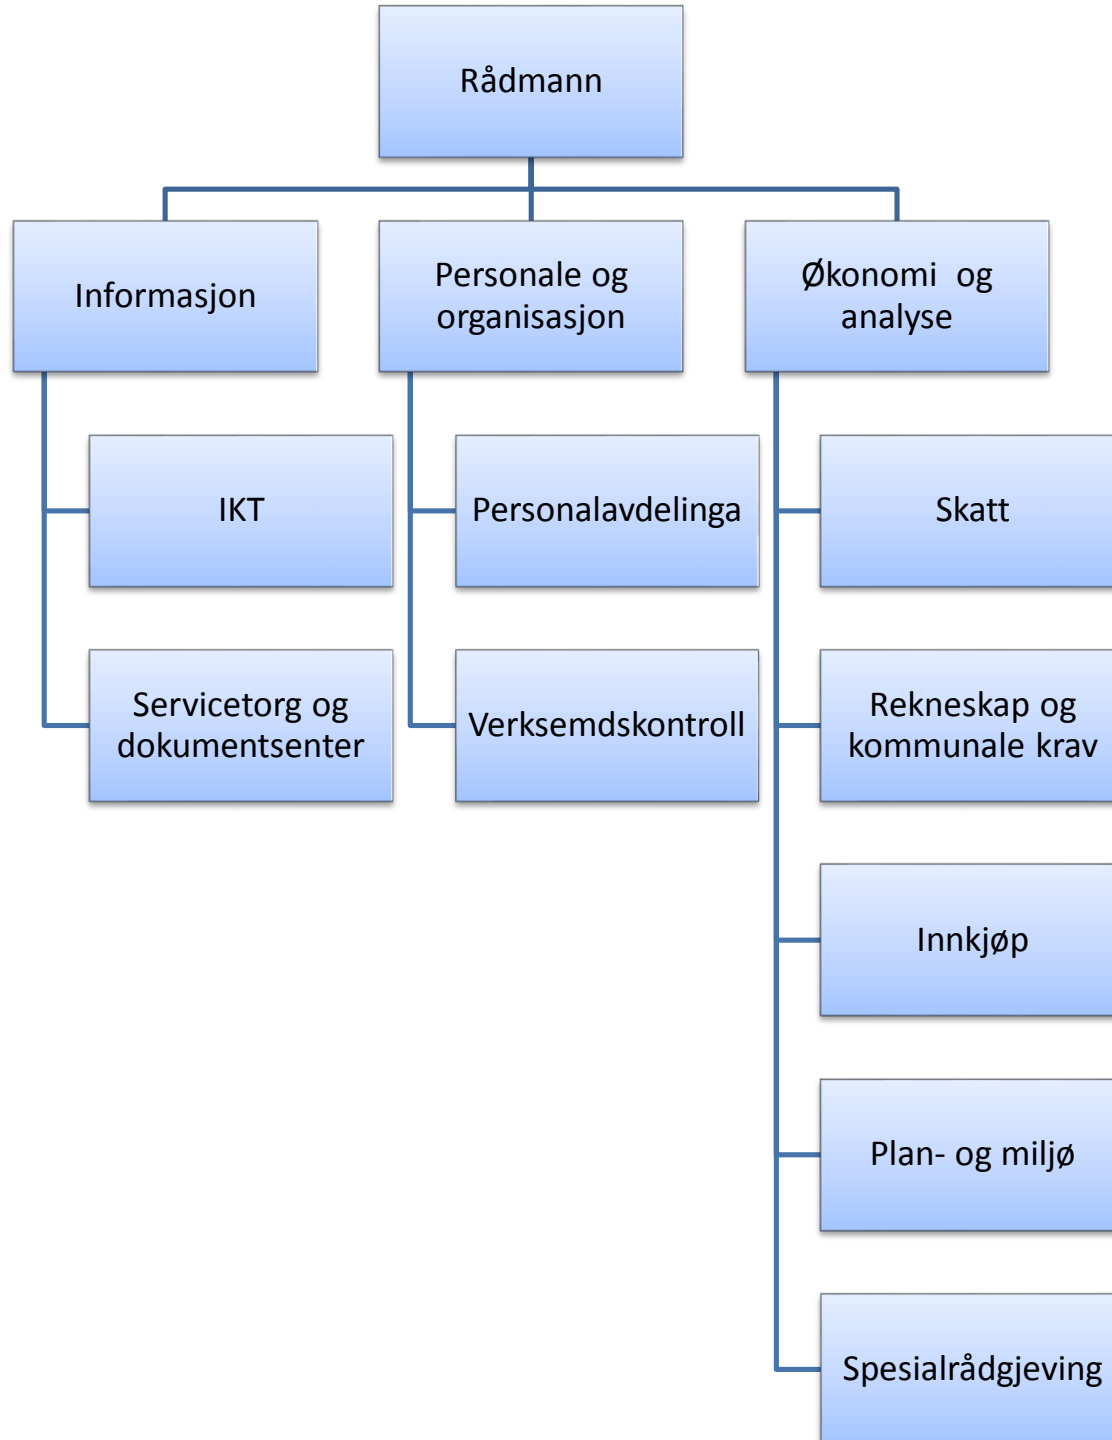 Rådmann
Informasjon
Personale og
organisasjon
Økonomi og
analyse
IKT
Personalavdelinga
Skatt
Servicetorg og
dokumentsenter
Verksemdskontroll
Rekneskap og
kommunale krav
Innkjøp
Plan- og miljø
Spesialrådgjeving